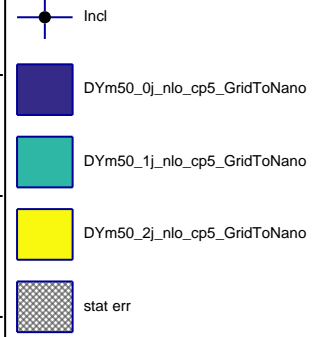 Incl
DYm50_0j_nlo_cp5_GridToNano
DYm50_1j_nlo_cp5_GridToNano
DYm50_2j_nlo_cp5_GridToNano
stat err